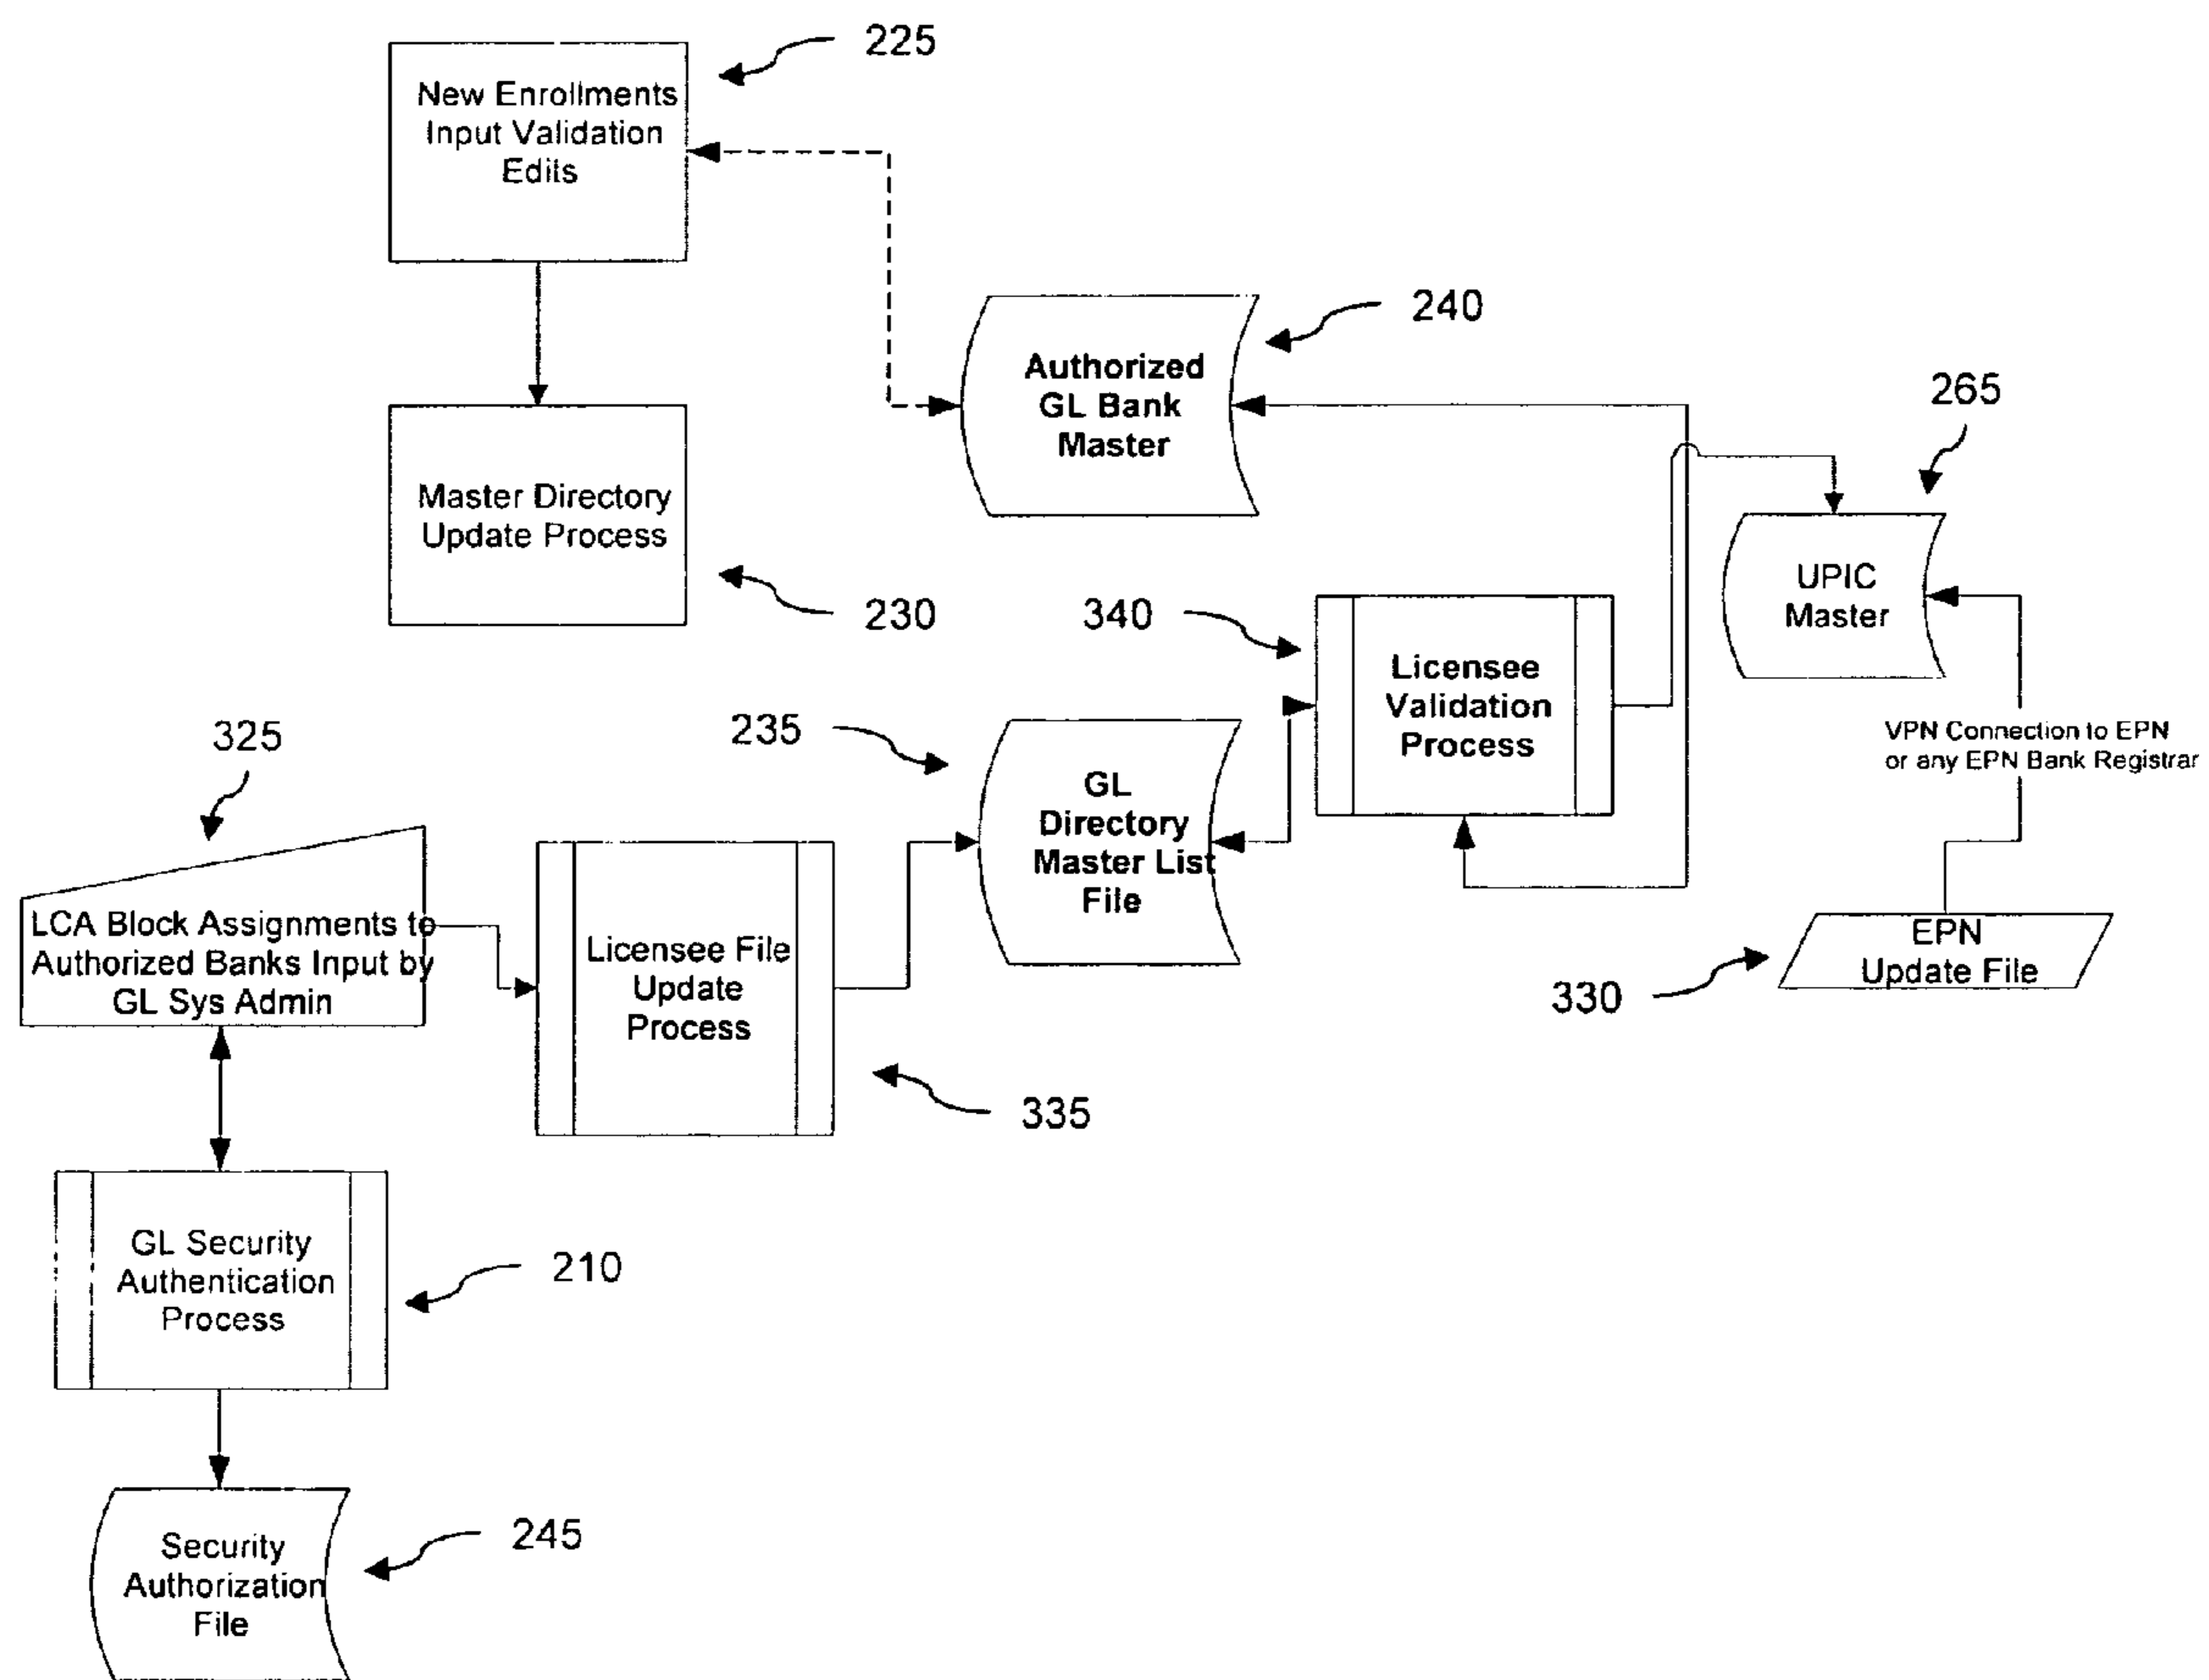 225
New Enrollments
Input Validation
Edits
240
Authorized
GL Bank
Master
265
Master Directory
Update Process
230
UPIC
Master
340
Licensee
Validation
Process
VPN Connection to EPN
or any EPN Bank Registrar
325
235
GL
Directory
Master List
File
LCA Block Assignments to
Authorized Banks Input by
GL Sys Admin
Licensee File
Update
Process
EPN
Update File
330
335
GL Security
Authentication
Process
210
Security
Authorization
File
245